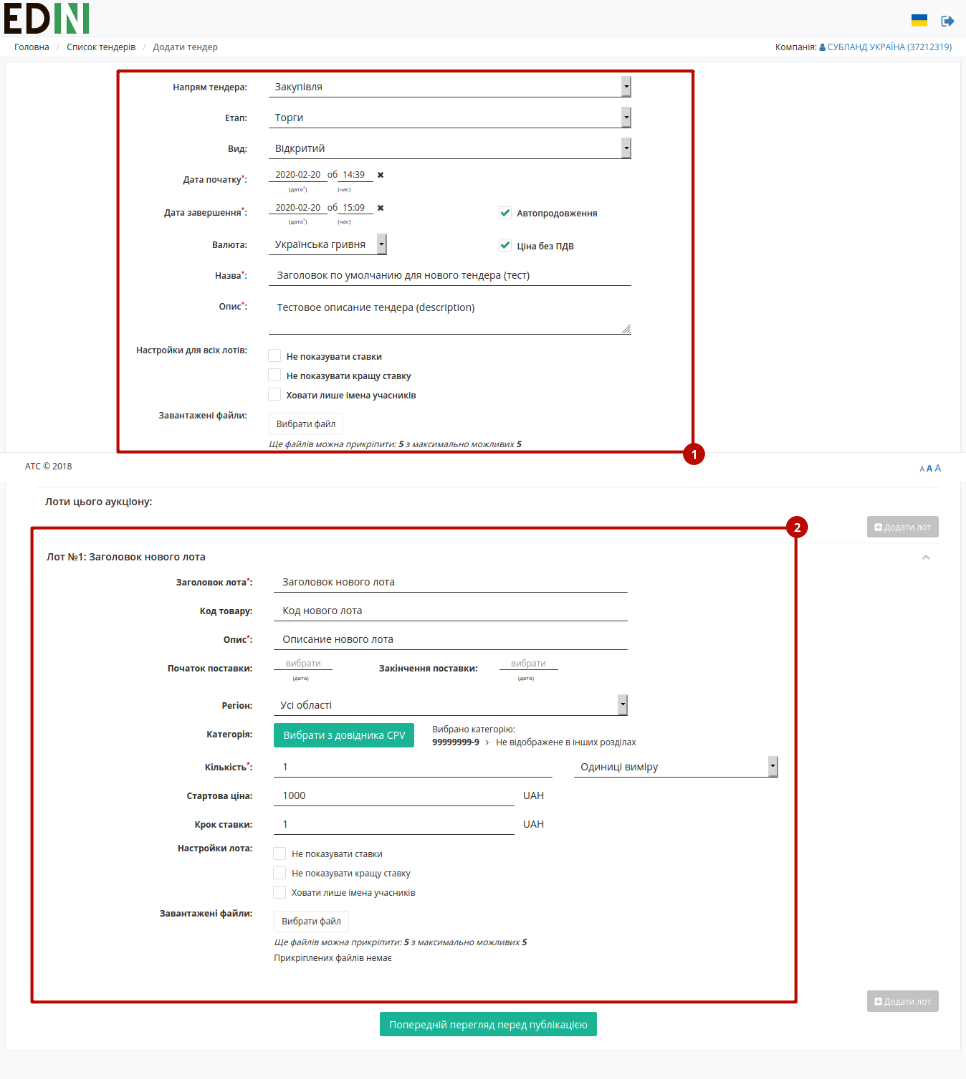 EDIN
Головна / Список тендерів / Додати тендер
Компанія: СУБЛАНД УКРАЇНА (37212319)
Напрям тендера: Закупівля
Етап: Торги
Вид: Відкритий
Дата початку*: 2020-02-20 об 14:39 ✖
(дата*) (час)
Дата завершення*: 2020-02-20 об 15:09 ✖
(дата*) (час)
Автопродовження
Валюта: Українська гривня
Ціна без ПДВ
Назва*: Заголовок по умолчанию для нового тендера (тест)
Опис*: Тестовое описание тендера (description)
Настройки для всіх лотів:
Не показувати ставки
Не показувати кращу ставку
Ховати лише імена учасників
Завантажені файли:
Вибрати файл
Ще файлів можна прикріпити: 5 з максимально можливих 5
1
АТС © 2018
А А А
Лоти цього аукціону:
Додати лот
2
Лот №1: Заголовок нового лота
Заголовок лота*: Заголовок нового лота
Код товару: Код нового лота
Опис*: Описание нового лота
Початок поставки: вибрати Закінчення поставки: вибрати
(дата) (дата)
Регіон: Усі області
Категорія: Вибрати з довідника CPV
Вибрано категорію:
99999999-9 › Не відображене в інших розділах
Кількість*: 1 Одиниці виміру
Стартова ціна: 1000 UAH
Крок ставки: 1 UAH
Настройки лота:
Не показувати ставки
Не показувати кращу ставку
Ховати лише імена учасників
Завантажені файли:
Вибрати файл
Ще файлів можна прикріпити: 5 з максимально можливих 5
Прикріплених файлів немає
Додати лот
Попередній перегляд перед публікацією